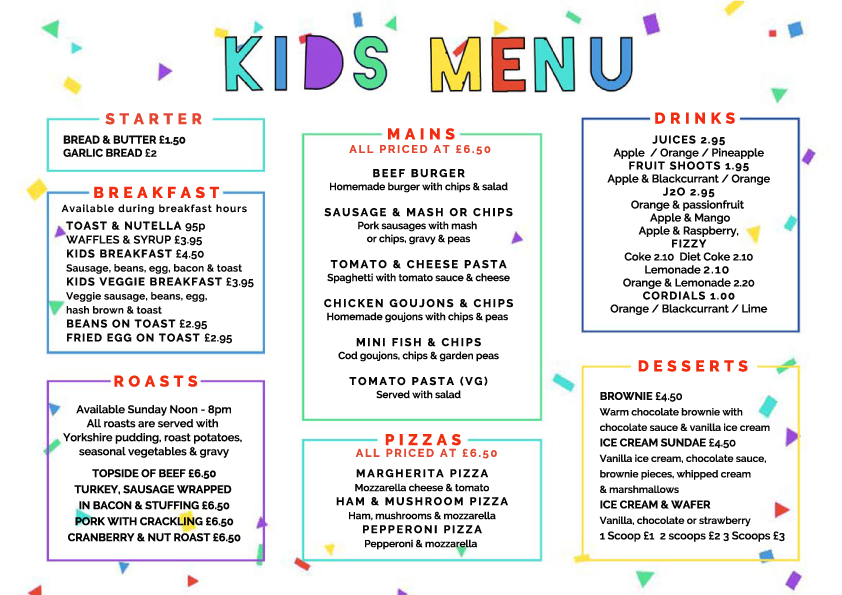 KIDS MENU
STARTER
BREAD & BUTTER £1.50
GARLIC BREAD £2
BREAKFAST
Available during breakfast hours
TOAST & NUTELLA 95p
WAFFLES & SYRUP £3.95
KIDS BREAKFAST £4.50
Sausage, beans, egg, bacon & toast
KIDS VEGGIE BREAKFAST £3.95
Veggie sausage, beans, egg,
hash brown & toast
BEANS ON TOAST £2.95
FRIED EGG ON TOAST £2.95
ROASTS
Available Sunday Noon - 8pm
All roasts are served with
Yorkshire pudding, roast potatoes,
seasonal vegetables & gravy
TOPSIDE OF BEEF £6.50
TURKEY, SAUSAGE WRAPPED
IN BACON & STUFFING £6.50
PORK WITH CRACKLING £6.50
CRANBERRY & NUT ROAST £6.50
MAINS
ALL PRICED AT £6.50
BEEF BURGER
Homemade burger with chips & salad
SAUSAGE & MASH OR CHIPS
Pork sausages with mash
or chips, gravy & peas
TOMATO & CHEESE PASTA
Spaghetti with tomato sauce & cheese
CHICKEN GOUJONS & CHIPS
Homemade goujons with chips & peas
MINI FISH & CHIPS
Cod goujons, chips & garden peas
TOMATO PASTA (VG)
Served with salad
PIZZAS
ALL PRICED AT £6.50
MARGHERITA PIZZA
Mozzarella cheese & tomato
HAM & MUSHROOM PIZZA
Ham, mushrooms & mozzarella
PEPPERONI PIZZA
Pepperoni & mozzarella
DRINKS
JUICES 2.95
Apple / Orange / Pineapple
FRUIT SHOOTS 1.95
Apple & Blackcurrant / Orange
J2O 2.95
Orange & passionfruit
Apple & Mango
Apple & Raspberry,
FIZZY
Coke 2.10 Diet Coke 2.10
Lemonade 2.10
Orange & Lemonade 2.20
CORDIALS 1.00
Orange / Blackcurrant / Lime
DESSERTS
BROWNIE £4.50
Warm chocolate brownie with
chocolate sauce & vanilla ice cream
ICE CREAM SUNDAE £4.50
Vanilla ice cream, chocolate sauce,
brownie pieces, whipped cream
& marshmallows
ICE CREAM & WAFER
Vanilla, chocolate or strawberry
1 Scoop £1 2 scoops £2 3 Scoops £3